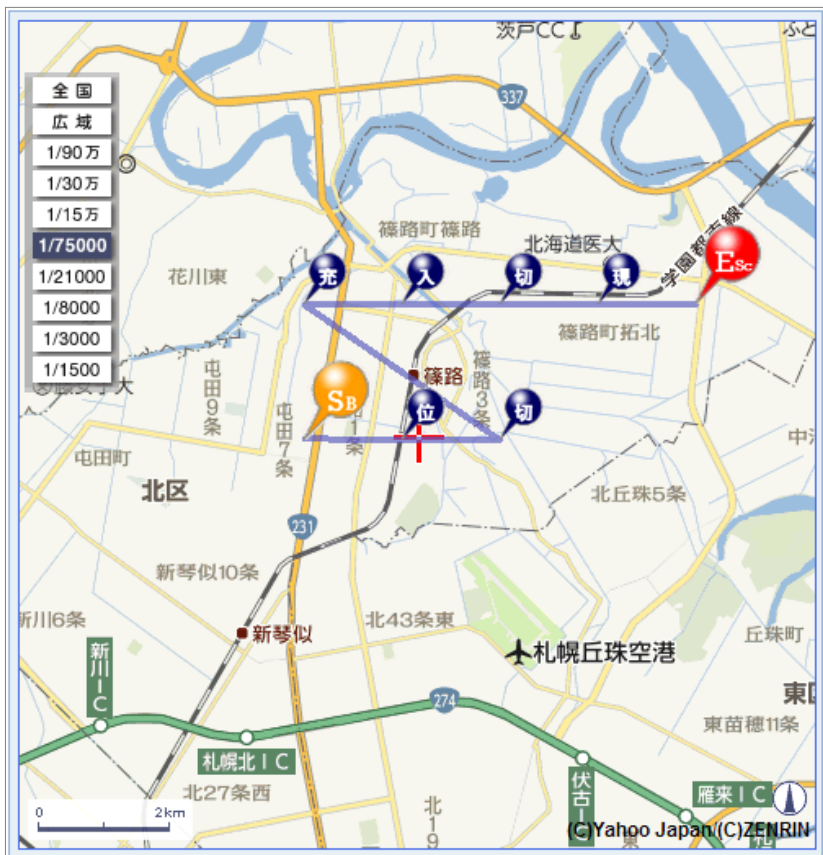 茨戸CC
337
全国
広域
1/90万
1/30万
1/15万
1/75000
1/21000
1/8000
1/3000
1/1500
篠路町篠路
北海道医大
学園都市線
花川東
充
入
切
現
ESc
篠路町拓北
屯田9条
SB
篠路
篠路3条
屯田7条
1条
位
切
屯田町
北区
北丘珠5条
231
新琴似10条
新川6条
北43条東
新琴似
札幌丘珠空港
丘珠町
新川IC
274
東区
東苗穂11条
札幌北IC
北27条西
伏古IC
雁来IC
0
2km
北19
東
(C)Yahoo Japan/(C)ZENRIN